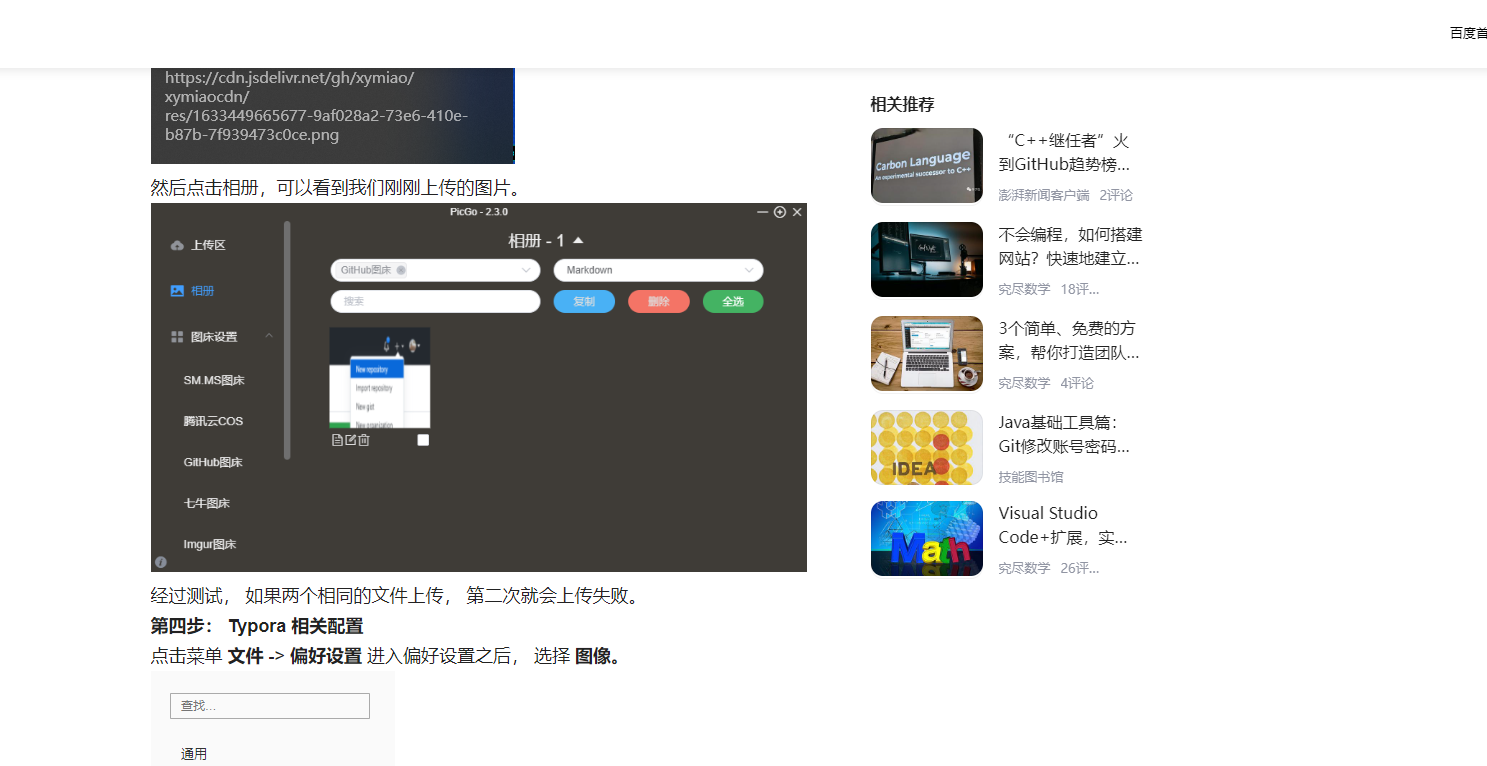 百度首
https://cdn.jsdelivr.net/gh/xymiao/
xymiaocdn/
res/1633449665677-9af028a2-73e6-410e-
b87b-7f939473c0ce.png
然后点击相册，可以看到我们刚刚上传的图片。
PicGo - 2.3.0
上传区
相册
图床设置
SM.MS图床
腾讯云COS
GitHub图床
七牛图床
Imgur图床
相册 - 1
GitHub图床
Markdown
搜索
复制
删除
全选
New repository
Import repository
New gist
New organization
经过测试， 如果两个相同的文件上传， 第二次就会上传失败。
第四步： Typora 相关配置
点击菜单 文件 -> 偏好设置 进入偏好设置之后， 选择 图像。
查找...
通用
相关推荐
Carbon Language
An experimental successor to C++
“C++继任者”火
到GitHub趋势榜...
澎湃新闻客户端 2评论
不会编程，如何搭建
网站？快速地建立...
究尽数学 18评...
3个简单、免费的方
案，帮你打造团队...
究尽数学 4评论
IDEA
Java基础工具篇：
Git修改账号密码...
技能图书馆
Math
Visual Studio
Code+扩展，实...
究尽数学 26评...